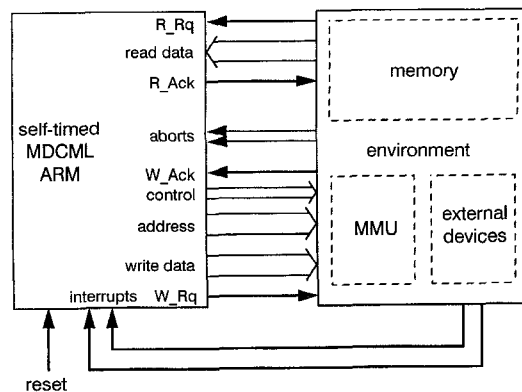 R_Rq
read data
R_Ack
self-timed
MDCML
ARM
aborts
W_Ack
control
address
write data
interrupts W_Rq
reset
memory
environment
MMU
external
devices